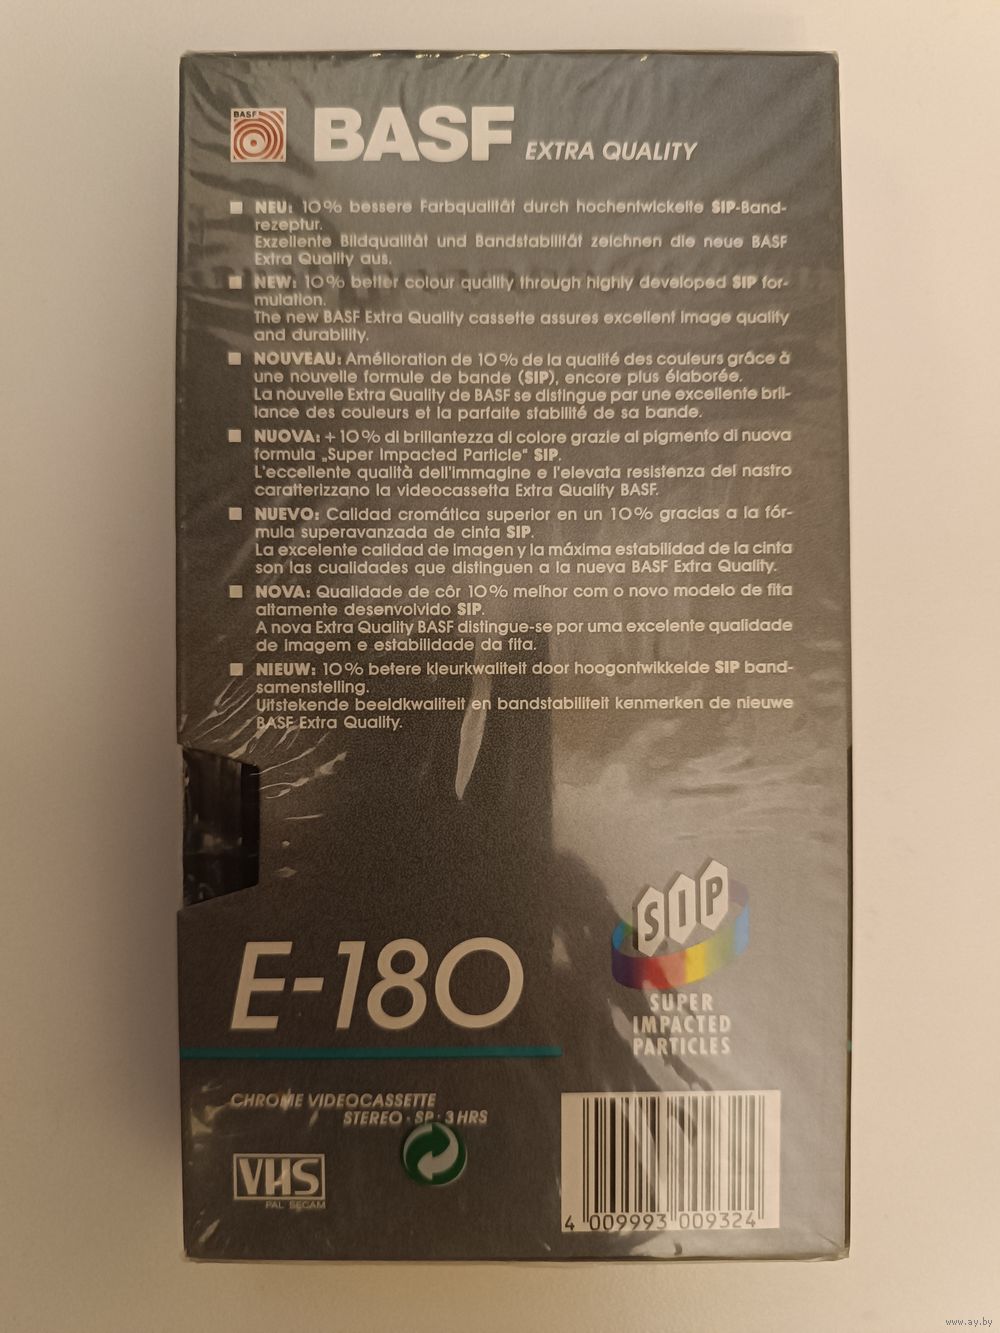 BASF
BASF EXTRA QUALITY
NEU: 10% bessere Farbqualität durch hochentwickelte SIP-Band-
rezeptur.
Exzellente Bildqualität und Bandstabilität zeichnen die neue BASF
Extra Quality aus.
NEW: 10% better colour quality through highly developed SIP for-
mulation.
The new BASF Extra Quality cassette assures excellent image quality
and durability.
NOUVEAU: Amélioration de 10% de la qualité des couleurs grâce à
une nouvelle formule de bande (SIP), encore plus élaborée.
La nouvelle Extra Quality de BASF se distingue par une excellente bril-
lance des couleurs et la parfaite stabilité de sa bande.
NUOVA: + 10% di brillantezza di colore grazie al pigmento di nuova
formula „Super Impacted Particle" SIP.
L'eccellente qualità dell'immagine e l'elevata resistenza del nastro
caratterizzano la videocassetta Extra Quality BASF.
NUEVO: Calidad cromática superior en un 10% gracias a la fór-
mula superavanzada de cinta SIP.
La excelente calidad de imagen y la máxima estabilidad de la cinta
son las cualidades que distinguen a la nueva BASF Extra Quality.
NOVA: Qualidade de côr 10% melhor com o novo modelo de fita
altamente desenvolvido SIP.
A nova Extra Quality BASF distingue-se por uma excelente qualidade
de imagem e estabilidade da fita.
NIEUW: 10% betere kleurkwaliteit door hoogontwikkelde SIP band-
samenstelling.
Uitstekende beeldkwaliteit en bandstabiliteit kenmerken de nieuwe
BASF Extra Quality.
SIP
SUPER
IMPACTED
PARTICLES
E-180
CHROME VIDEOCASSETTE
STEREO · SP · 3 HRS
VHS
PAL SECAM
4 009993 009324
www.ay.by